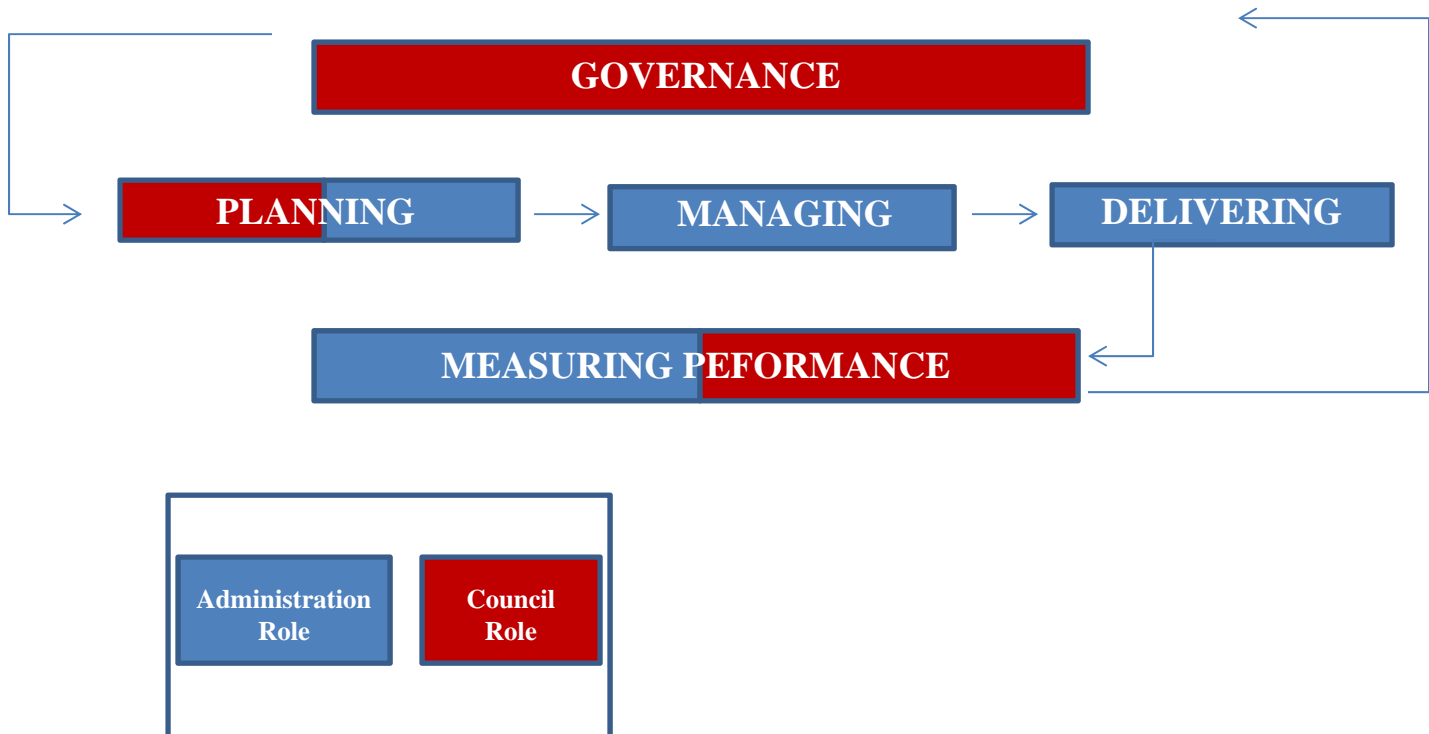 GOVERNANCE
PLANNING
MANAGING
DELIVERING
MEASURING PEFORMANCE
Administration
Role
Council
Role